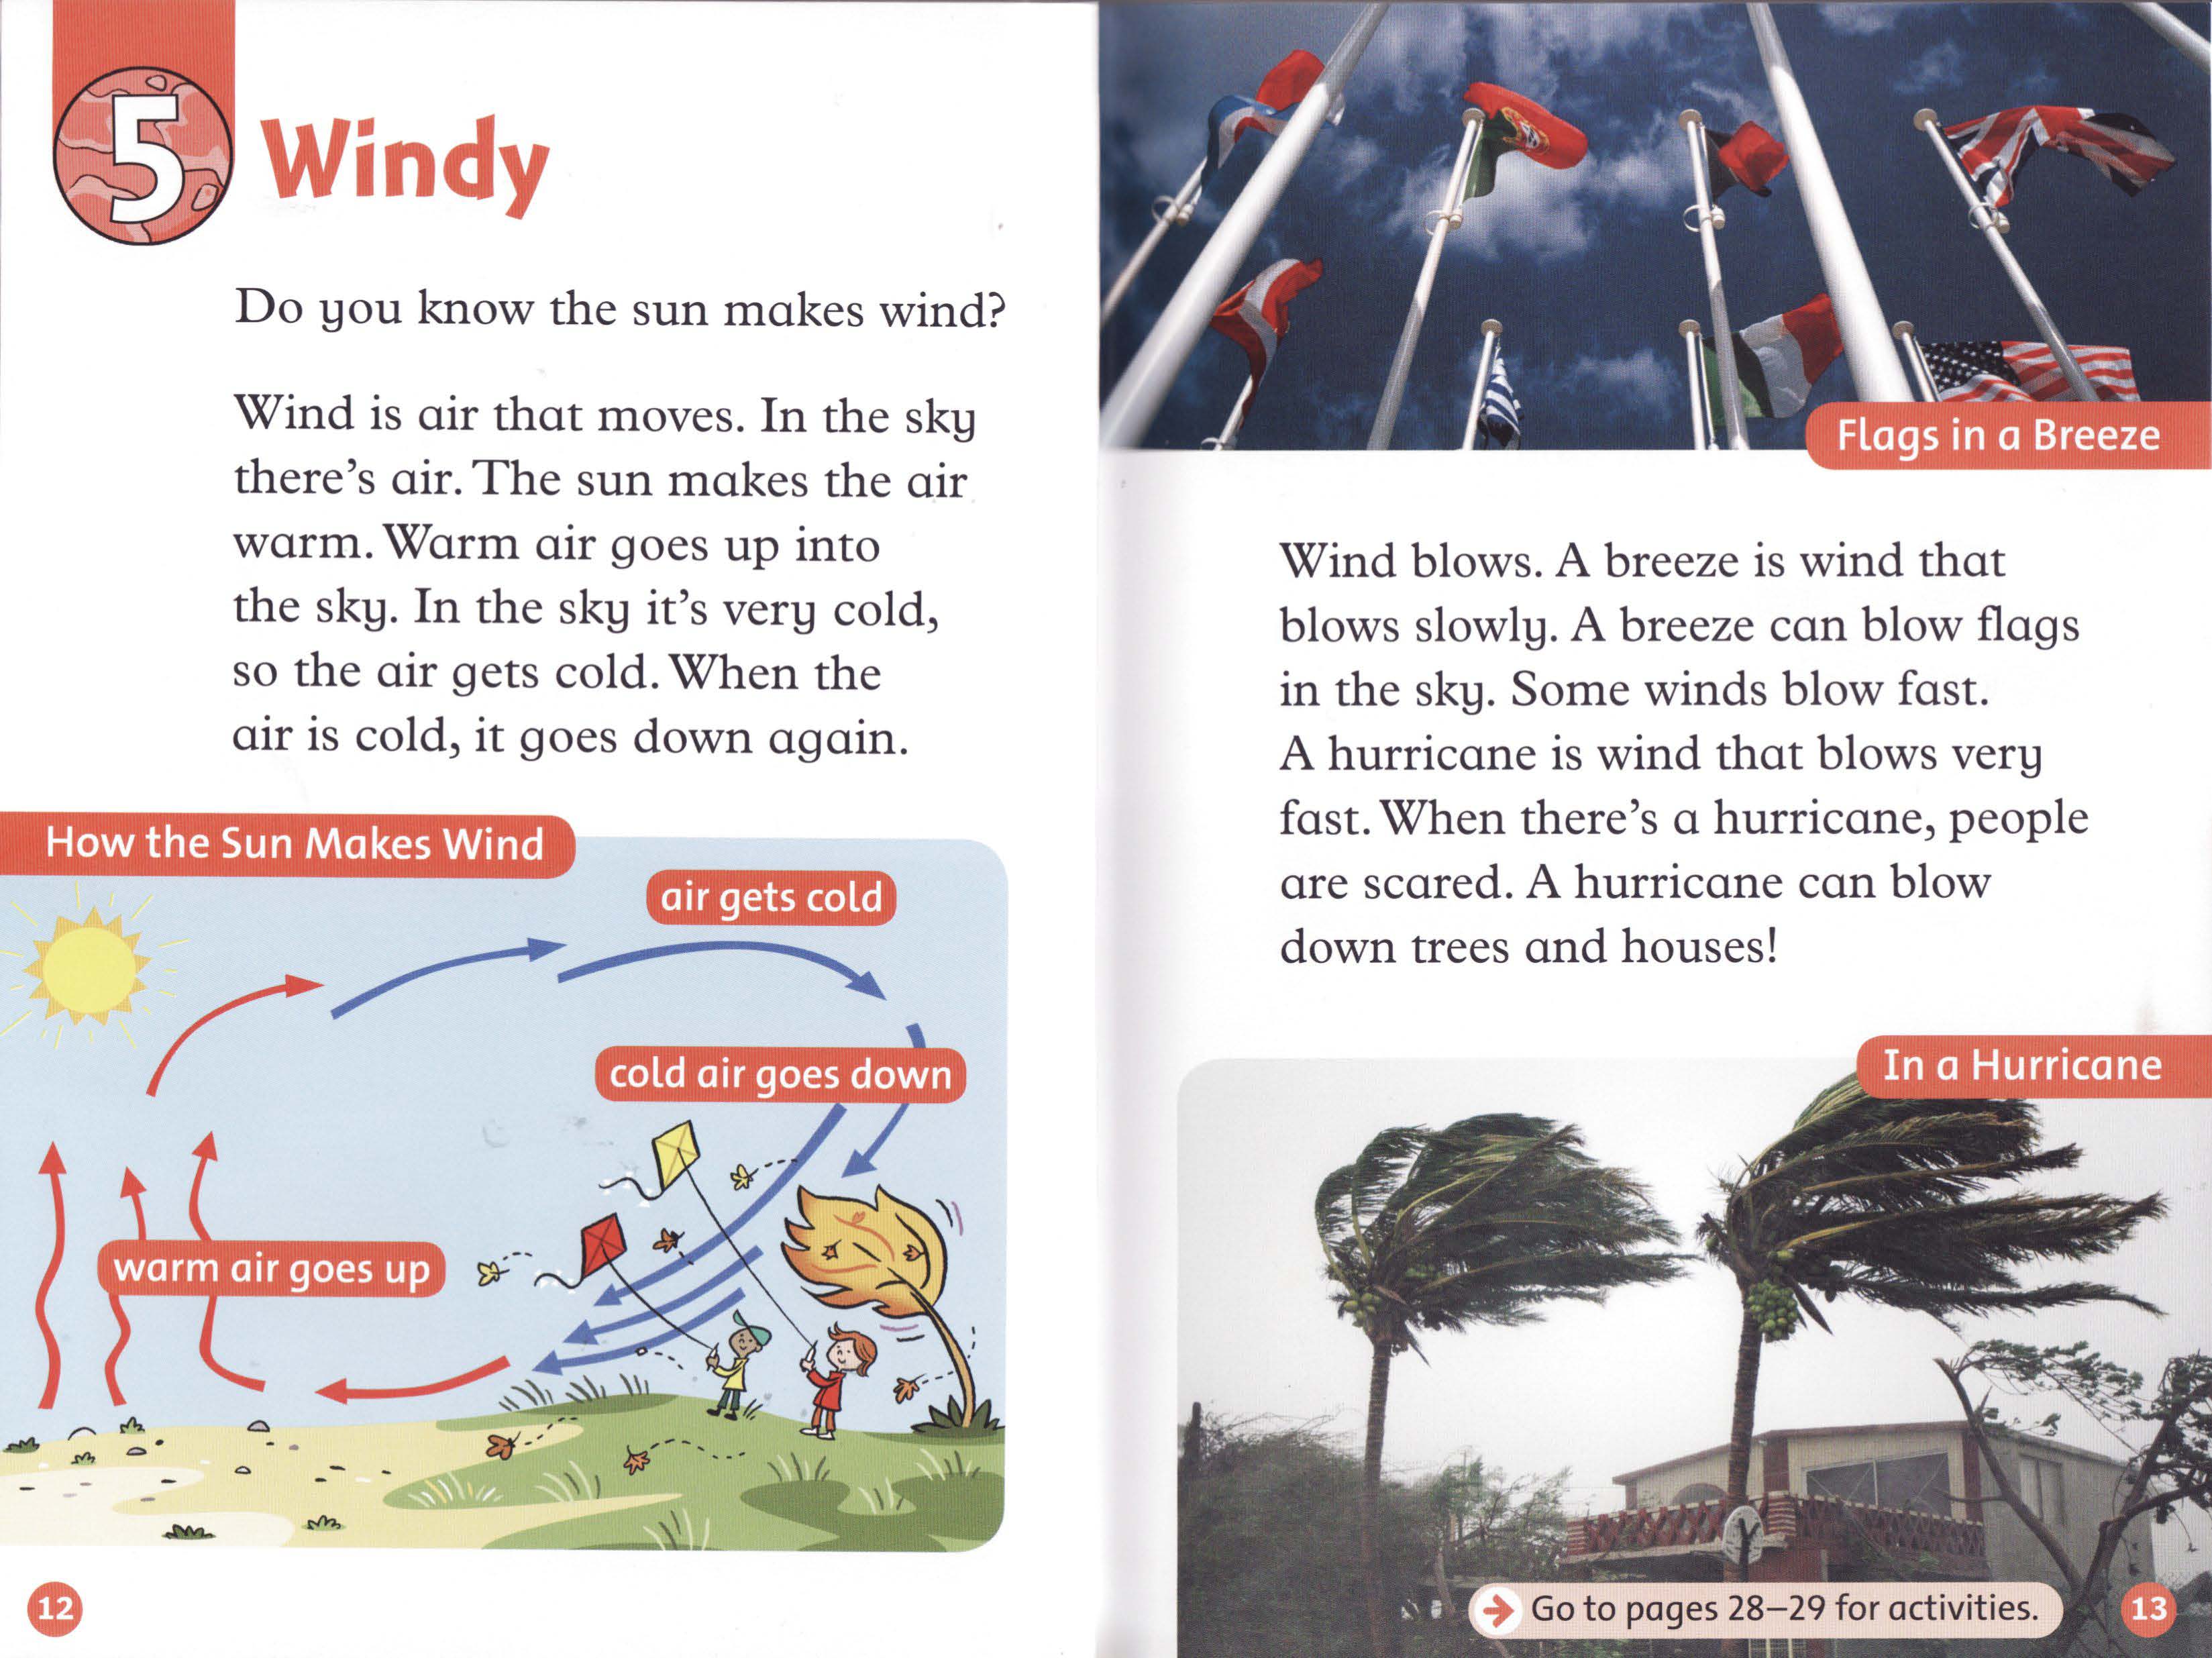 5
Windy
Do you know the sun makes wind?
Wind is air that moves. In the sky
there's air. The sun makes the air
warm. Warm air goes up into
the sky. In the sky it's very cold,
so the air gets cold. When the
air is cold, it goes down again.
How the Sun Makes Wind
air gets cold
cold air goes down
warm air goes up
12
Flags in a Breeze
Wind blows. A breeze is wind that
blows slowly. A breeze can blow flags
in the sky. Some winds blow fast.
A hurricane is wind that blows very
fast. When there's a hurricane, people
are scared. A hurricane can blow
down trees and houses!
In a Hurricane
Go to pages 28–29 for activities.
13